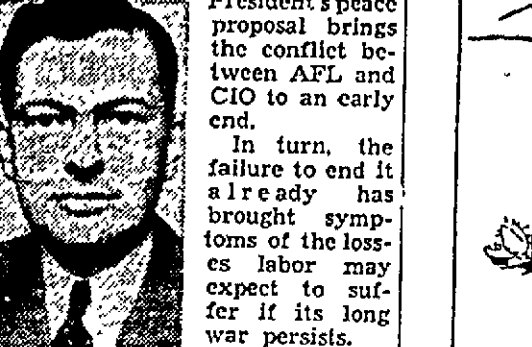 President's peace
proposal brings
the conflict be-
tween AFL and
CIO to an early
end.
In turn, the
failure to end it
already has
brought symp-
toms of the loss-
es labor may
expect to suf-
fer if its long
war persists.